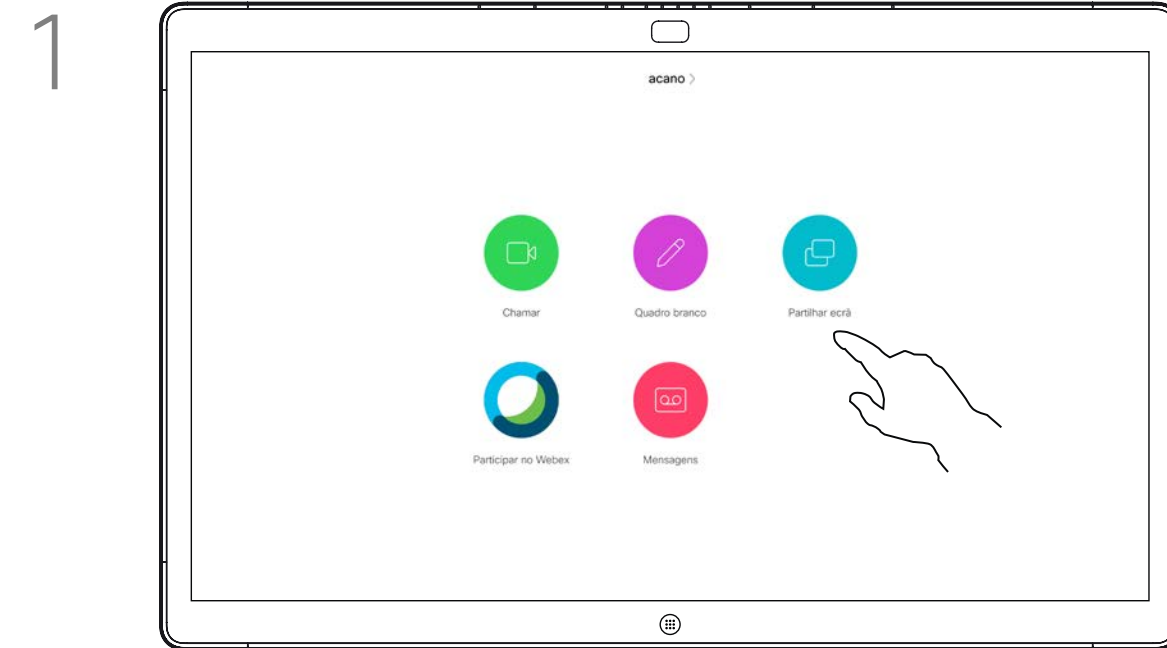 1
acano >
Chamar
Quadro branco
Partilhar ecrã
Participar no Webex
Mensagens